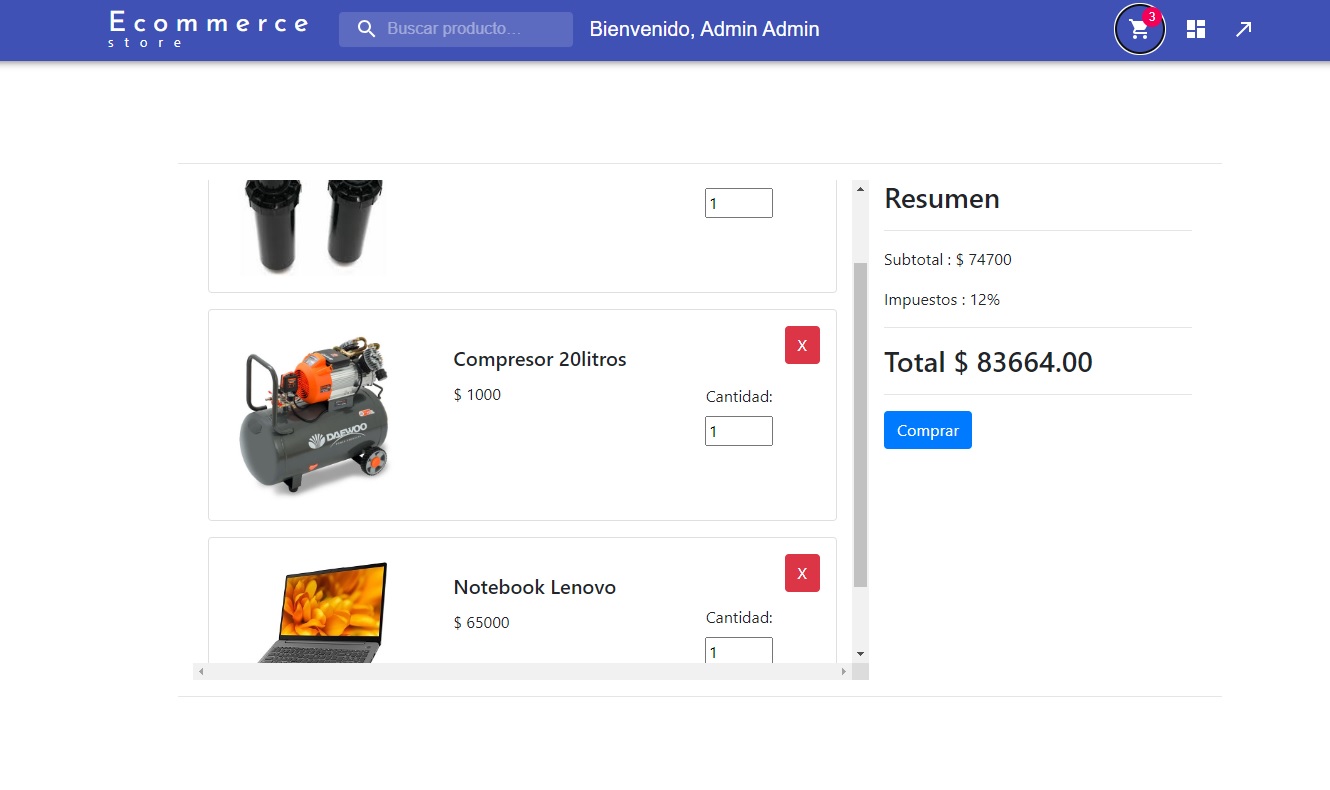 Ecommerce
store
Buscar producto...
Bienvenido, Admin Admin
3
1
Compresor 20litros
$ 1000
X
Cantidad:
1
DAEWOO
Notebook Lenovo
$ 65000
X
Cantidad:
1
Resumen
Subtotal : $ 74700
Impuestos : 12%
Total $ 83664.00
Comprar